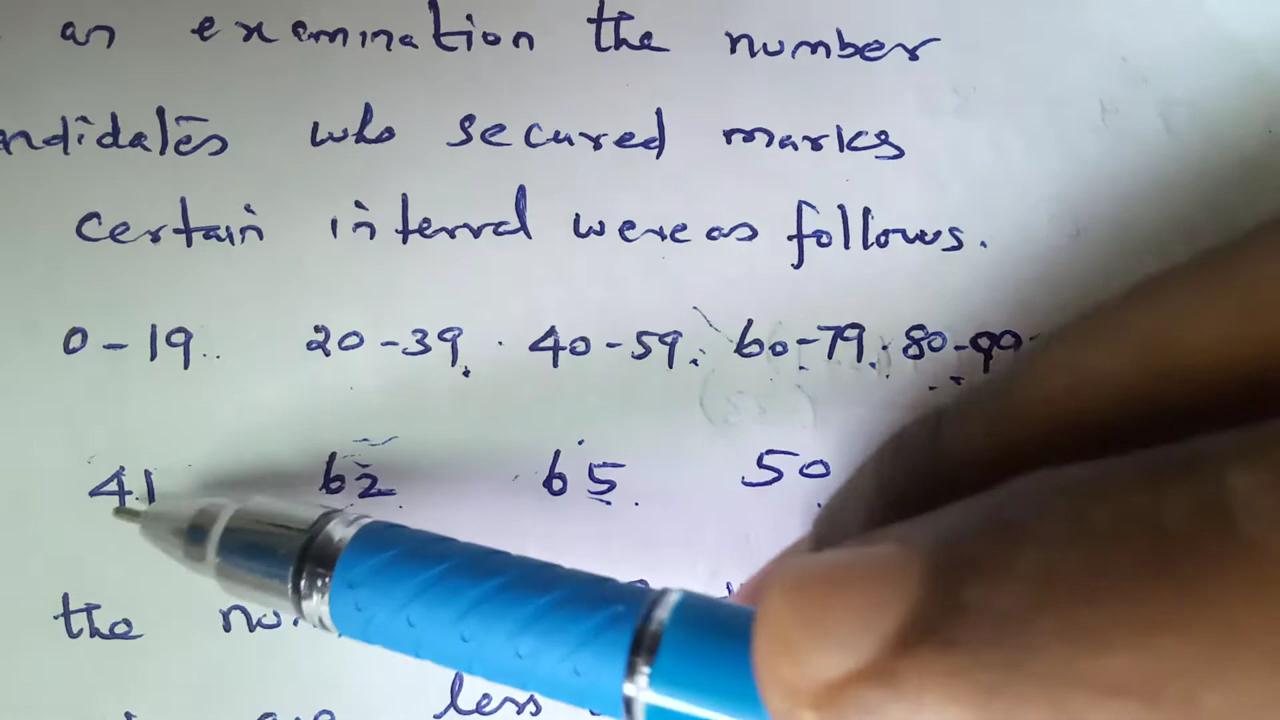 an examination the number
ndidates who secured marks
certain interval were as follows.
0-19 20-39 40-59 60-79 80-99
41 62 65 50
the no.
less